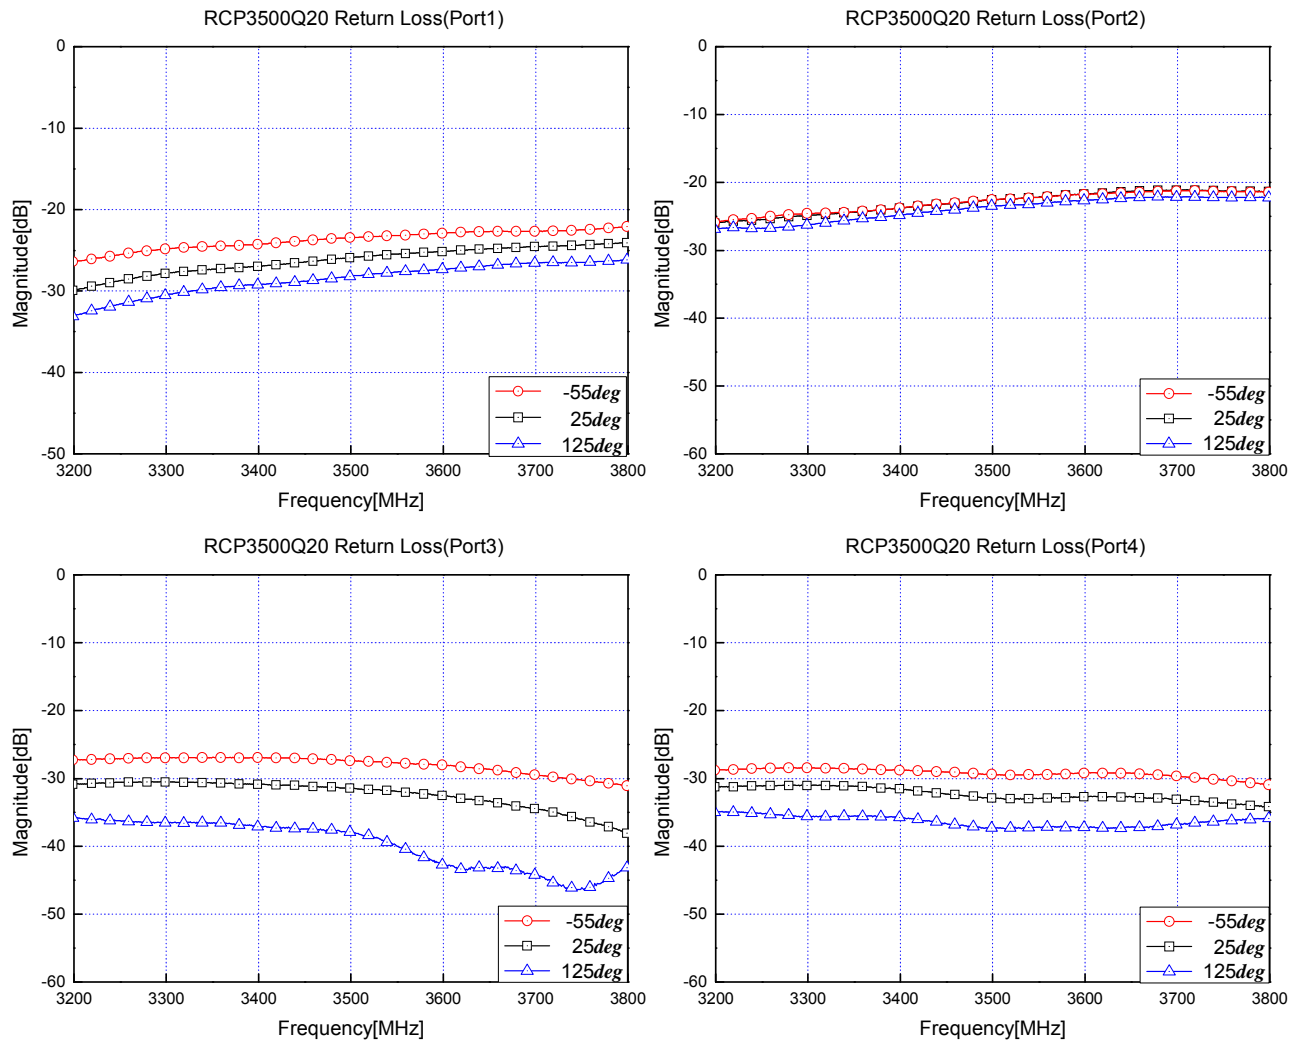 RCP3500Q20 Return Loss(Port1)
0
-10
-20
-30
-40
-50
Magnitude[dB]
-55deg
25deg
125deg
3200 3300 3400 3500 3600 3700 3800
Frequency[MHz]
RCP3500Q20 Return Loss(Port2)
0
-10
-20
-30
-40
-50
-60
Magnitude[dB]
-55deg
25deg
125deg
3200 3300 3400 3500 3600 3700 3800
Frequency[MHz]
RCP3500Q20 Return Loss(Port3)
0
-10
-20
-30
-40
-50
-60
Magnitude[dB]
-55deg
25deg
125deg
3200 3300 3400 3500 3600 3700 3800
Frequency[MHz]
RCP3500Q20 Return Loss(Port4)
0
-10
-20
-30
-40
-50
-60
Magnitude[dB]
-55deg
25deg
125deg
3200 3300 3400 3500 3600 3700 3800
Frequency[MHz]